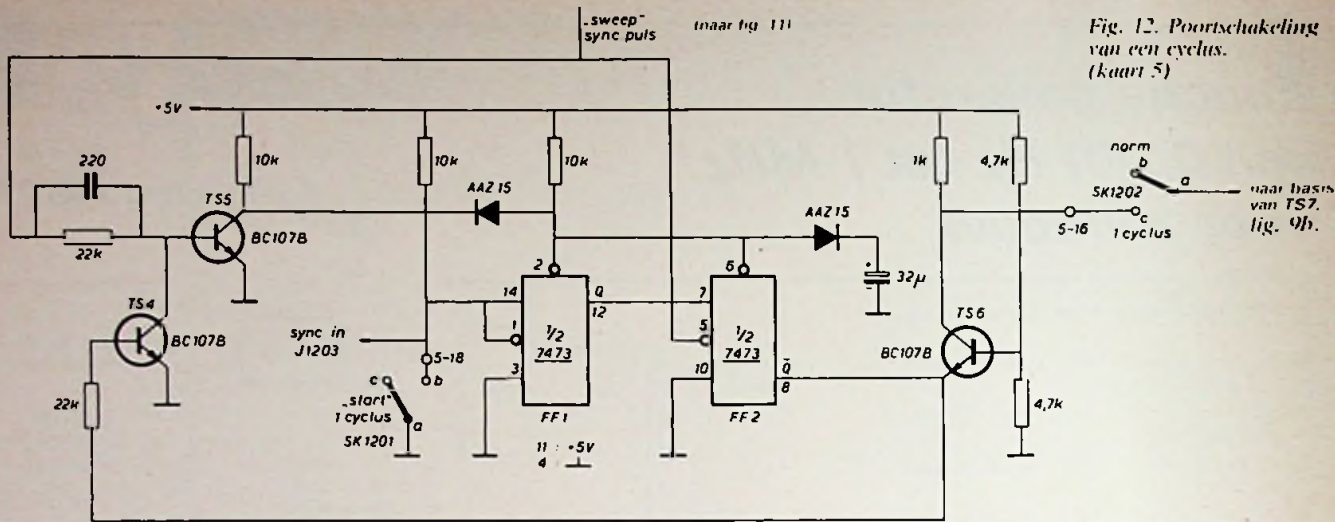 „sweep"
sync puls
(naar fig. 11)
Fig. 12. Poortschakeling
van een cyclus.
(kaart 5)
+5V
10k
10k
10k
1k
4,7k
norm
b
a
SK1202
c
5-16
1 cyclus
naar basis
van TS7,
fig. 9b.
220
22k
TS5
BC107B
AAZ15
AAZ15
32µ
+
-
TS4
BC107B
22k
sync in
J1203
5-18
c
b
„start"
1 cyclus
a
SK1201
2
14
1
3
Q
12
1/2
7473
FF1
11 : +5V
4 :
6
7
5
10
Q̄
8
1/2
7473
FF2
TS6
BC107B
4,7k